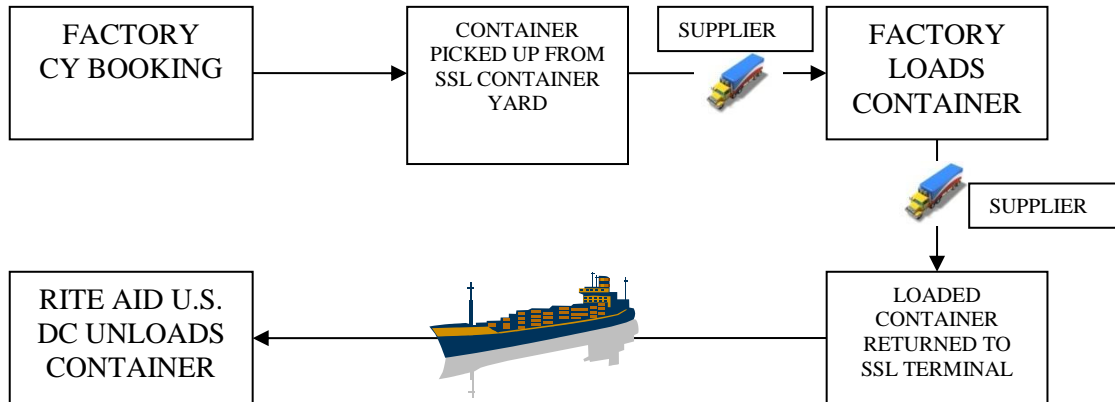 FACTORY
CY BOOKING
CONTAINER
PICKED UP FROM
SSL CONTAINER
YARD
SUPPLIER
FACTORY
LOADS
CONTAINER
SUPPLIER
RITE AID U.S.
DC UNLOADS
CONTAINER
LOADED
CONTAINER
RETURNED TO
SSL TERMINAL